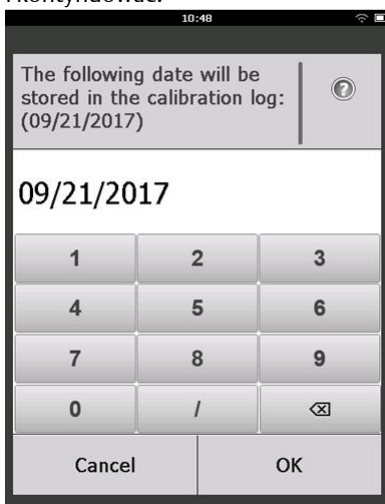 10:48
The following date will be
stored in the calibration log:
(09/21/2017)
?
09/21/2017
1 2 3
4 5 6
7 8 9
0 /
Cancel OK